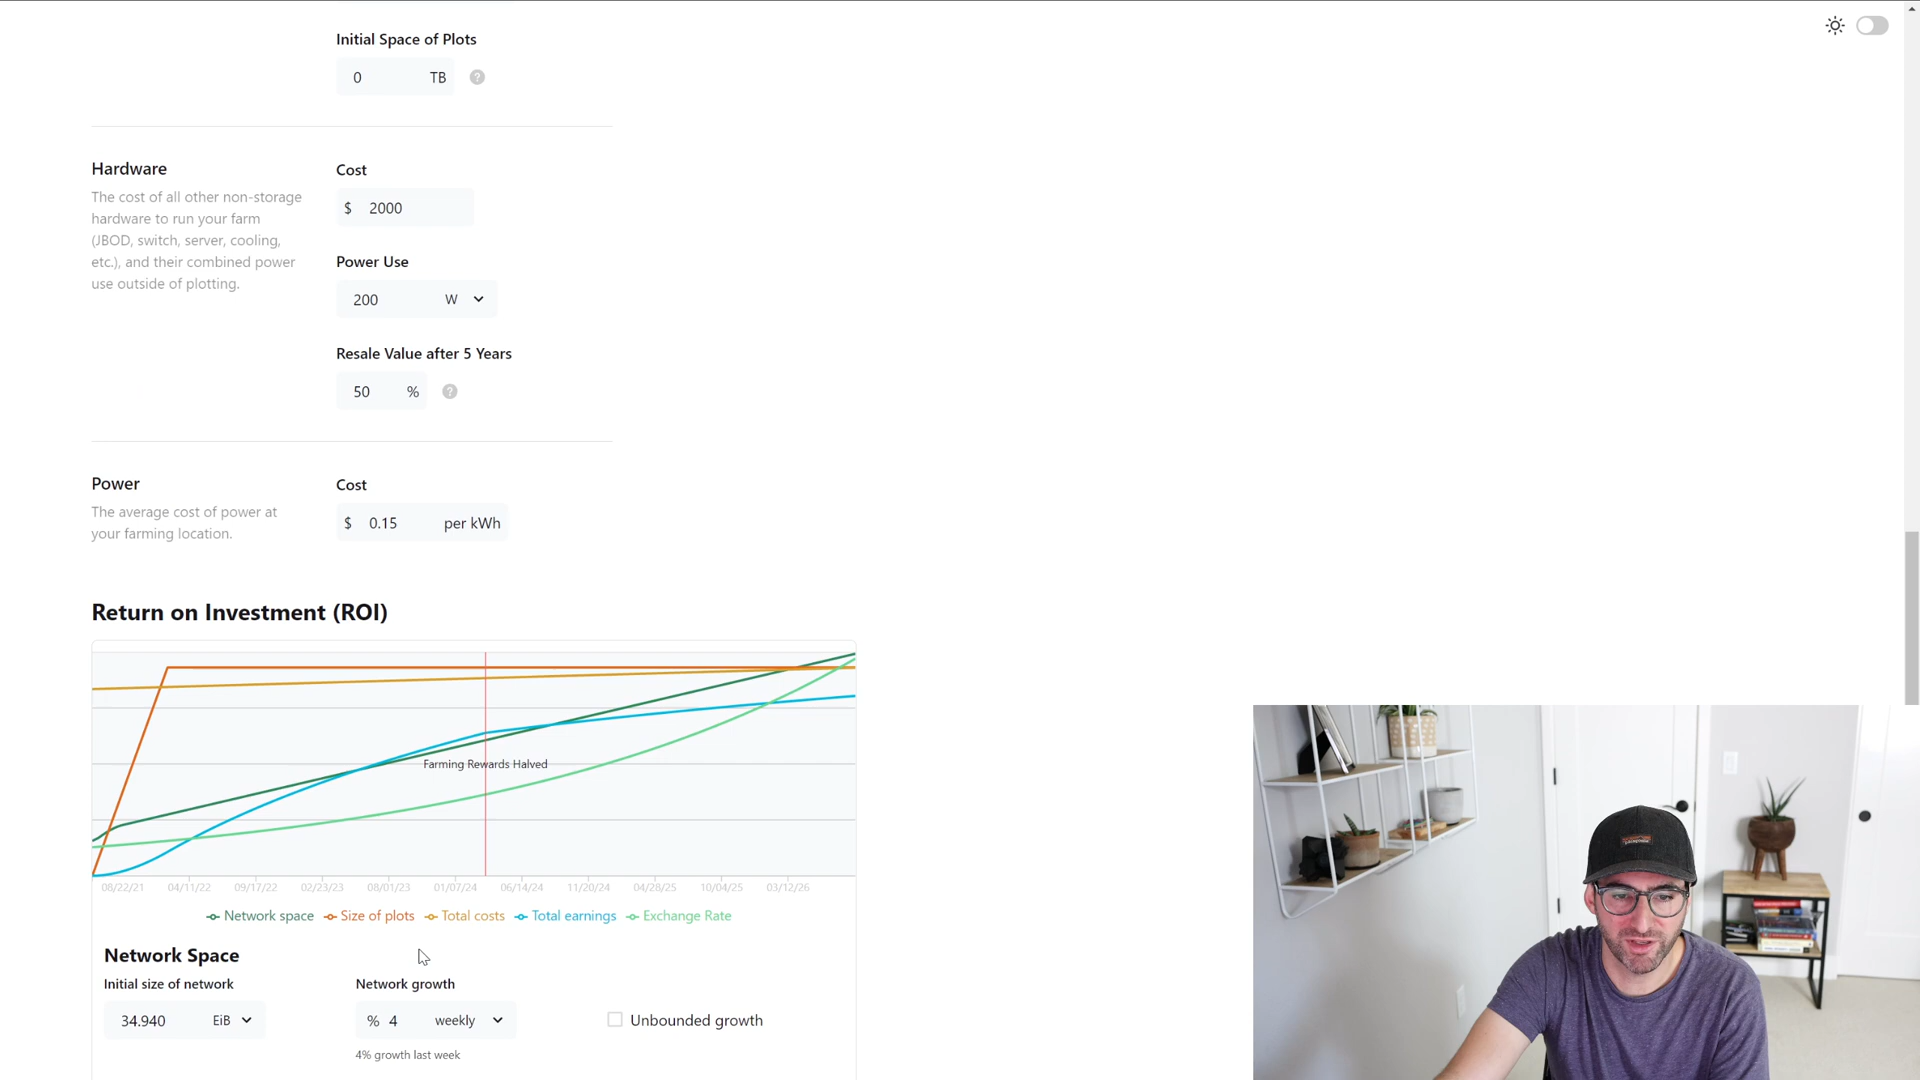 Initial Space of Plots
0 TB ?
Hardware
The cost of all other non-storage
hardware to run your farm
(JBOD, switch, server, cooling,
etc.), and their combined power
use outside of plotting.
Cost
$ 2000
Power Use
200 W
Resale Value after 5 Years
50 % ?
Power
The average cost of power at
your farming location.
Cost
$ 0.15 per kWh
Return on Investment (ROI)
Farming Rewards Halved
08/22/21 04/11/22 09/17/22 02/23/23 08/01/23 01/07/24 06/14/24 11/20/24 04/28/25 10/04/25 03/12/26
Network space Size of plots Total costs Total earnings Exchange Rate
Network Space
Initial size of network
34.940 EiB
Network growth
% 4 weekly
4% growth last week
Unbounded growth